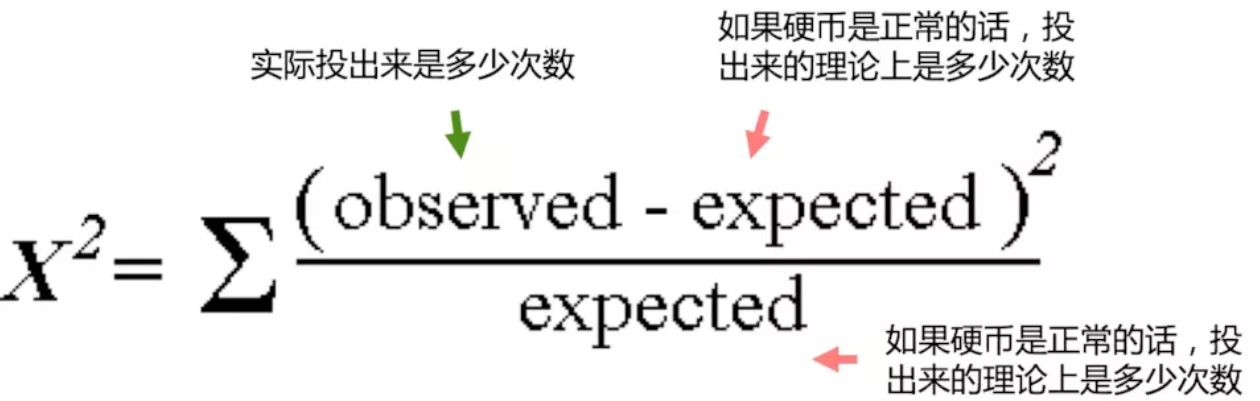 实际投出来是多少次数
如果硬币是正常的话，投
出来的理论上是多少次数
X²= ∑ (observed - expected)²
expected
如果硬币是正常的话，投
出来的理论上是多少次数